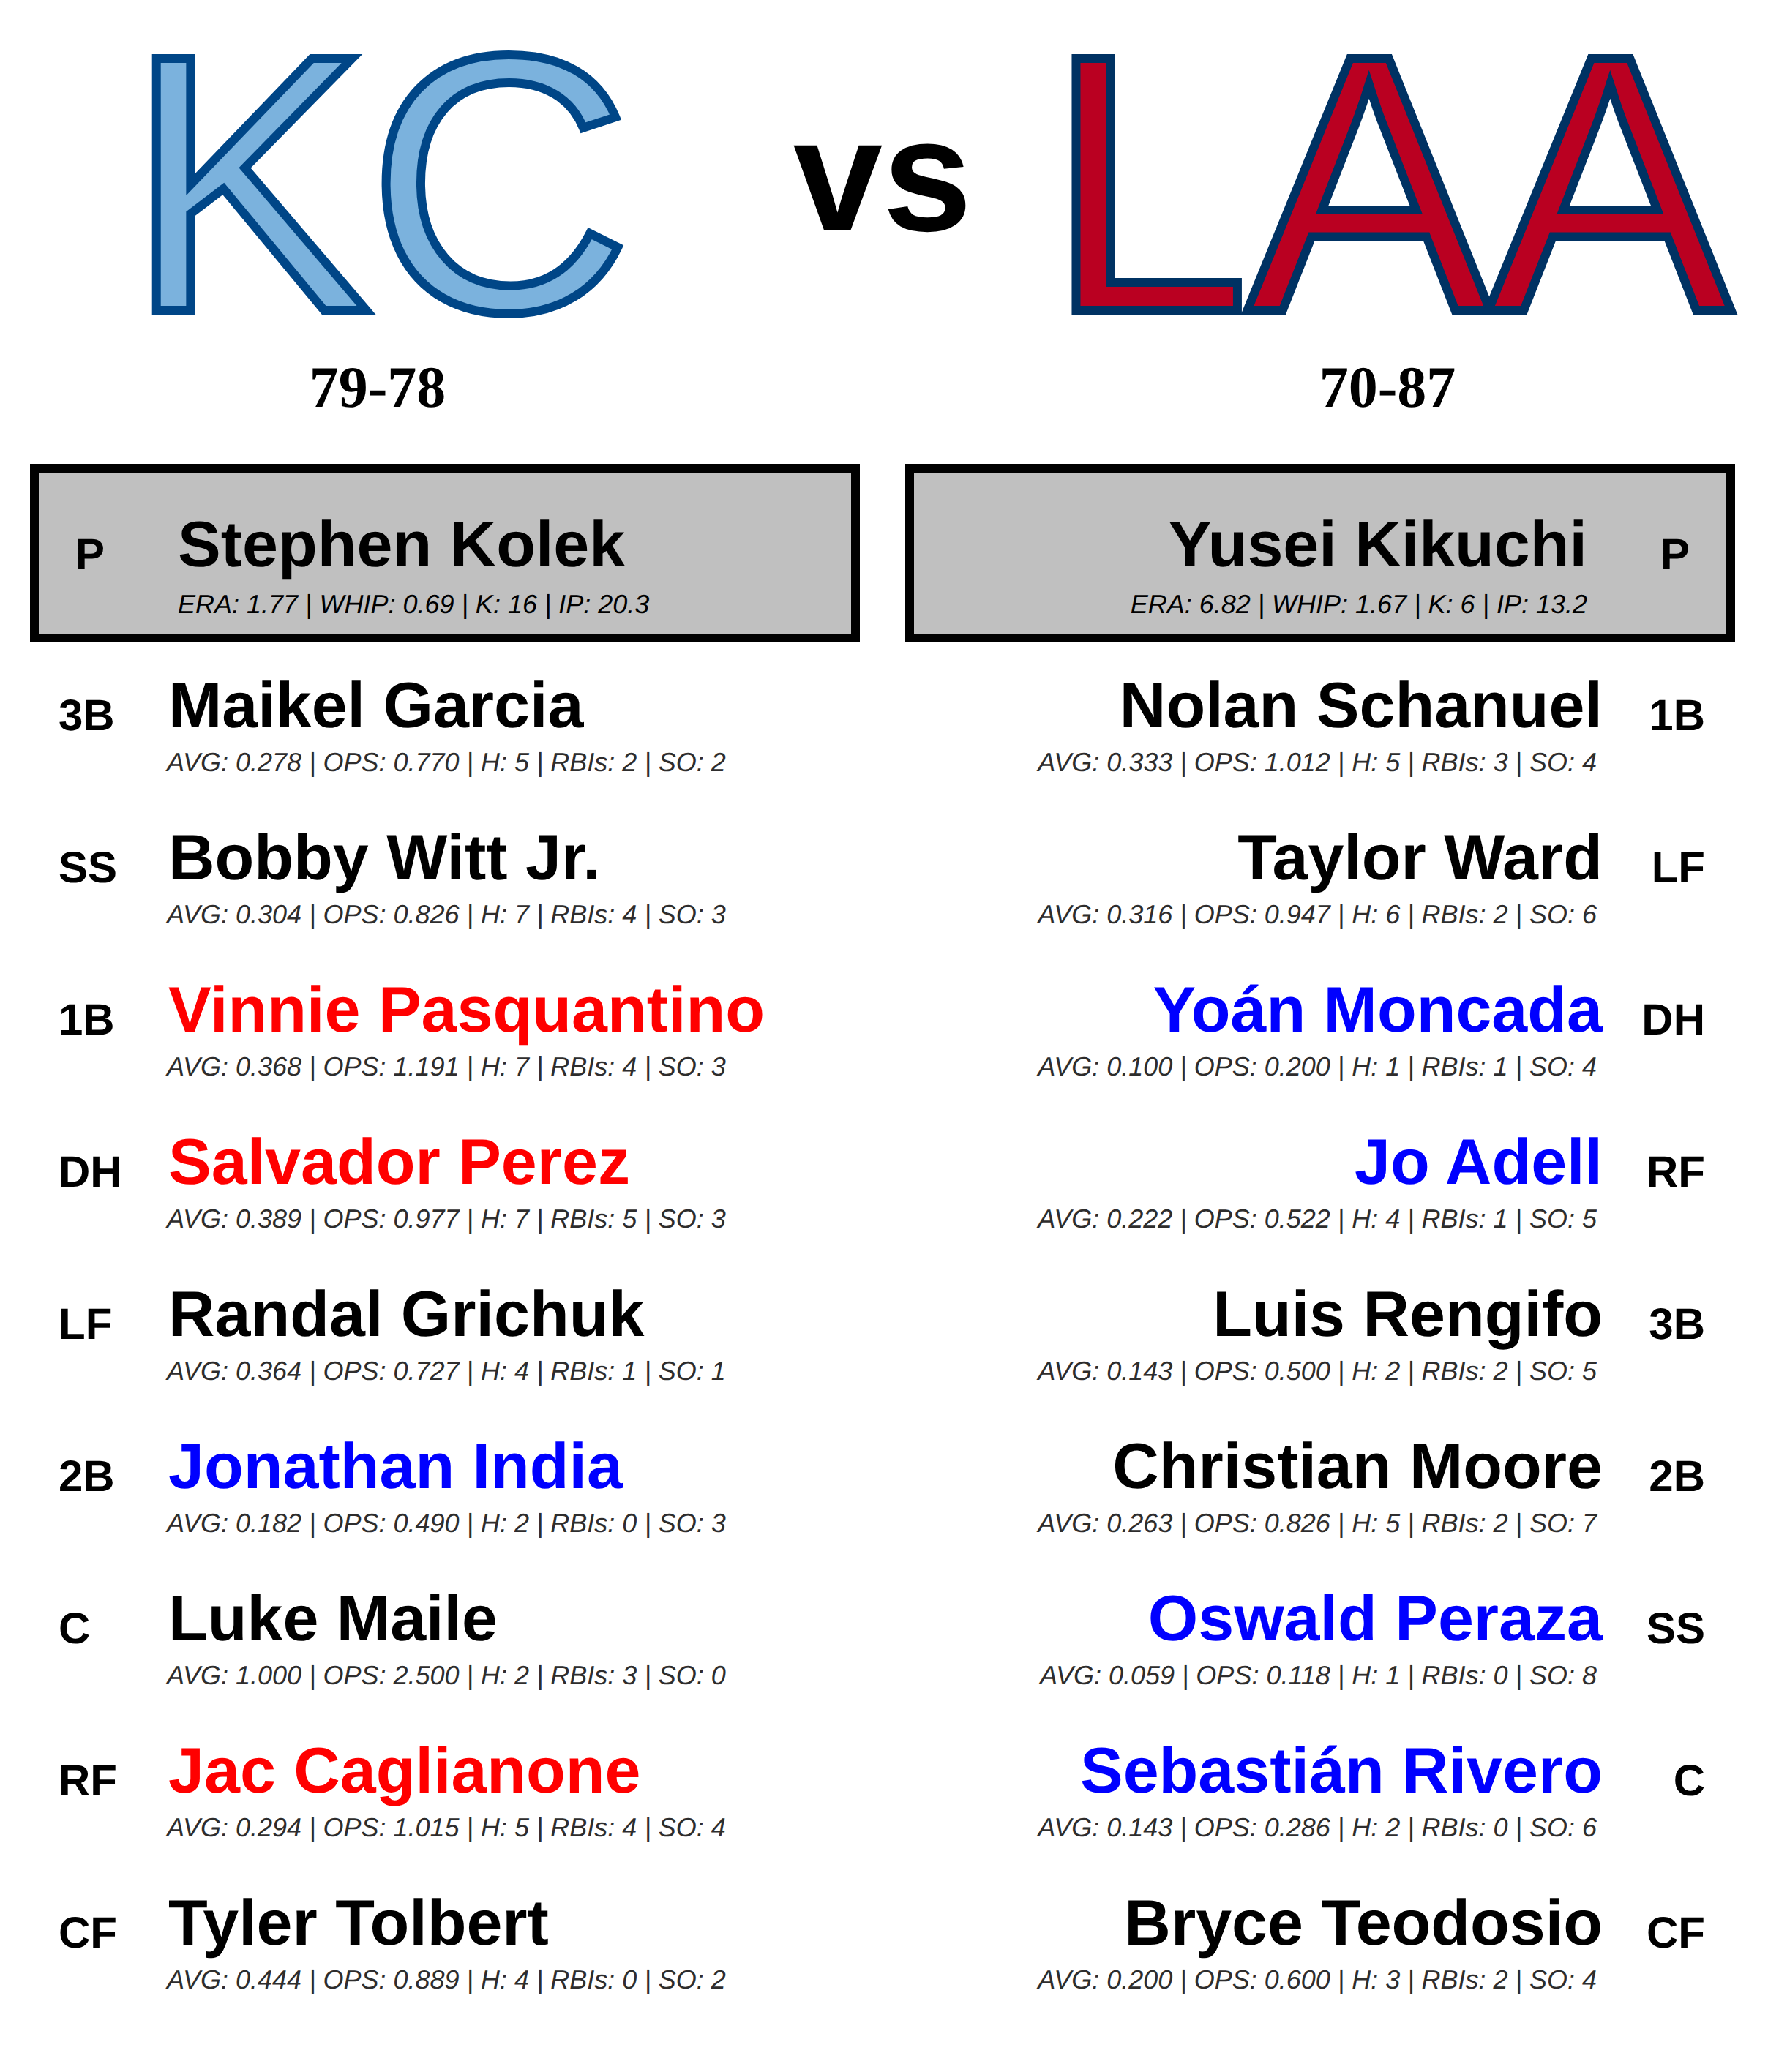 KC vs LAA
79-78
70-87
P Stephen Kolek
ERA: 1.77 | WHIP: 0.69 | K: 16 | IP: 20.3
Yusei Kikuchi P
ERA: 6.82 | WHIP: 1.67 | K: 6 | IP: 13.2
3B Maikel Garcia
AVG: 0.278 | OPS: 0.770 | H: 5 | RBIs: 2 | SO: 2
SS Bobby Witt Jr.
AVG: 0.304 | OPS: 0.826 | H: 7 | RBIs: 4 | SO: 3
1B Vinnie Pasquantino
AVG: 0.368 | OPS: 1.191 | H: 7 | RBIs: 4 | SO: 3
DH Salvador Perez
AVG: 0.389 | OPS: 0.977 | H: 7 | RBIs: 5 | SO: 3
LF Randal Grichuk
AVG: 0.364 | OPS: 0.727 | H: 4 | RBIs: 1 | SO: 1
2B Jonathan India
AVG: 0.182 | OPS: 0.490 | H: 2 | RBIs: 0 | SO: 3
C Luke Maile
AVG: 1.000 | OPS: 2.500 | H: 2 | RBIs: 3 | SO: 0
RF Jac Caglianone
AVG: 0.294 | OPS: 1.015 | H: 5 | RBIs: 4 | SO: 4
CF Tyler Tolbert
AVG: 0.444 | OPS: 0.889 | H: 4 | RBIs: 0 | SO: 2
Nolan Schanuel 1B
AVG: 0.333 | OPS: 1.012 | H: 5 | RBIs: 3 | SO: 4
Taylor Ward LF
AVG: 0.316 | OPS: 0.947 | H: 6 | RBIs: 2 | SO: 6
Yoán Moncada DH
AVG: 0.100 | OPS: 0.200 | H: 1 | RBIs: 1 | SO: 4
Jo Adell RF
AVG: 0.222 | OPS: 0.522 | H: 4 | RBIs: 1 | SO: 5
Luis Rengifo 3B
AVG: 0.143 | OPS: 0.500 | H: 2 | RBIs: 2 | SO: 5
Christian Moore 2B
AVG: 0.263 | OPS: 0.826 | H: 5 | RBIs: 2 | SO: 7
Oswald Peraza SS
AVG: 0.059 | OPS: 0.118 | H: 1 | RBIs: 0 | SO: 8
Sebastián Rivero C
AVG: 0.143 | OPS: 0.286 | H: 2 | RBIs: 0 | SO: 6
Bryce Teodosio CF
AVG: 0.200 | OPS: 0.600 | H: 3 | RBIs: 2 | SO: 4